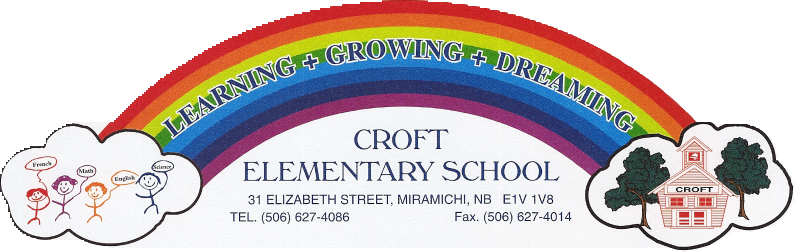 LEARNING + GROWING + DREAMING
French
Math
English
Science
CROFT
ELEMENTARY SCHOOL
31 ELIZABETH STREET, MIRAMICHI, NB E1V 1V8
TEL. (506) 627-4086 Fax. (506) 627-4014
CROFT